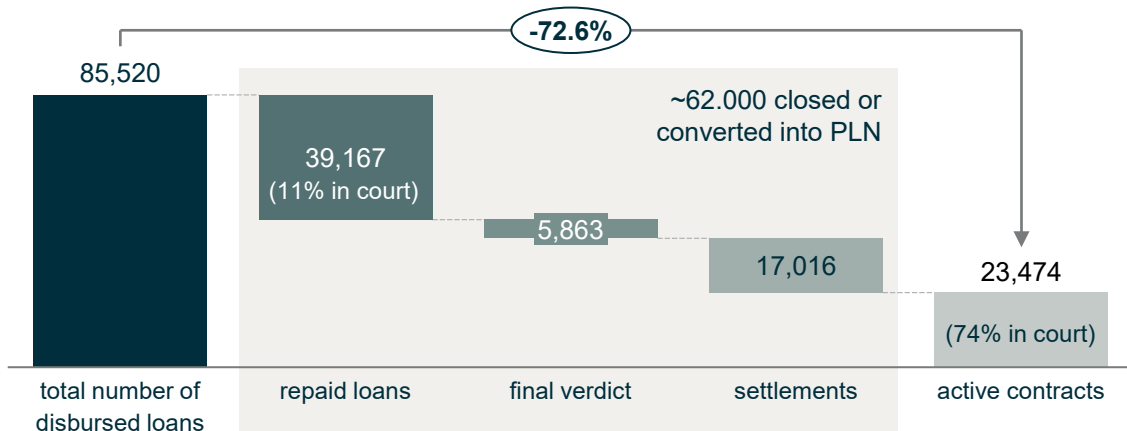 -72.6%
85,520
~62.000 closed or
converted into PLN
39,167
(11% in court)
5,863
17,016
23,474
(74% in court)
total number of
disbursed loans
repaid loans
final verdict
settlements
active contracts